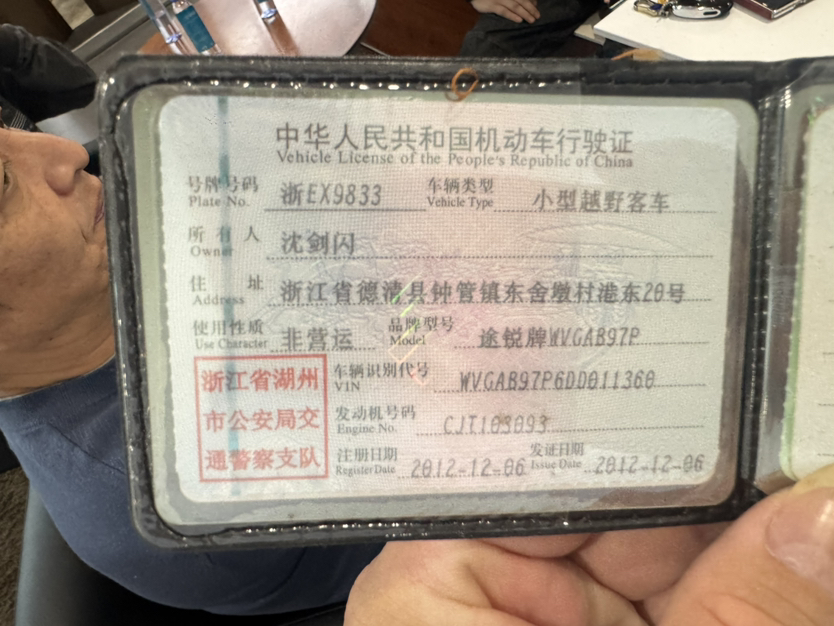 中华人民共和国机动车行驶证
Vehicle License of the People's Republic of China
号牌号码 浙EX9833 车辆类型 小型越野客车
Plate No. Vehicle Type
所有人 沈剑闪
Owner
住址 浙江省德清县钟管镇东舍墩村港东20号
Address
使用性质 非营运 品牌型号 途锐牌WVGAB97P
Use Character Model
浙江省湖州 车辆识别代号 WVGAB97P6DD011360
VIN
市公安局交 发动机号码 CJT103093
Engine No.
通警察支队 注册日期 2012-12-06 发证日期 2012-12-06
Register Date Issue Date